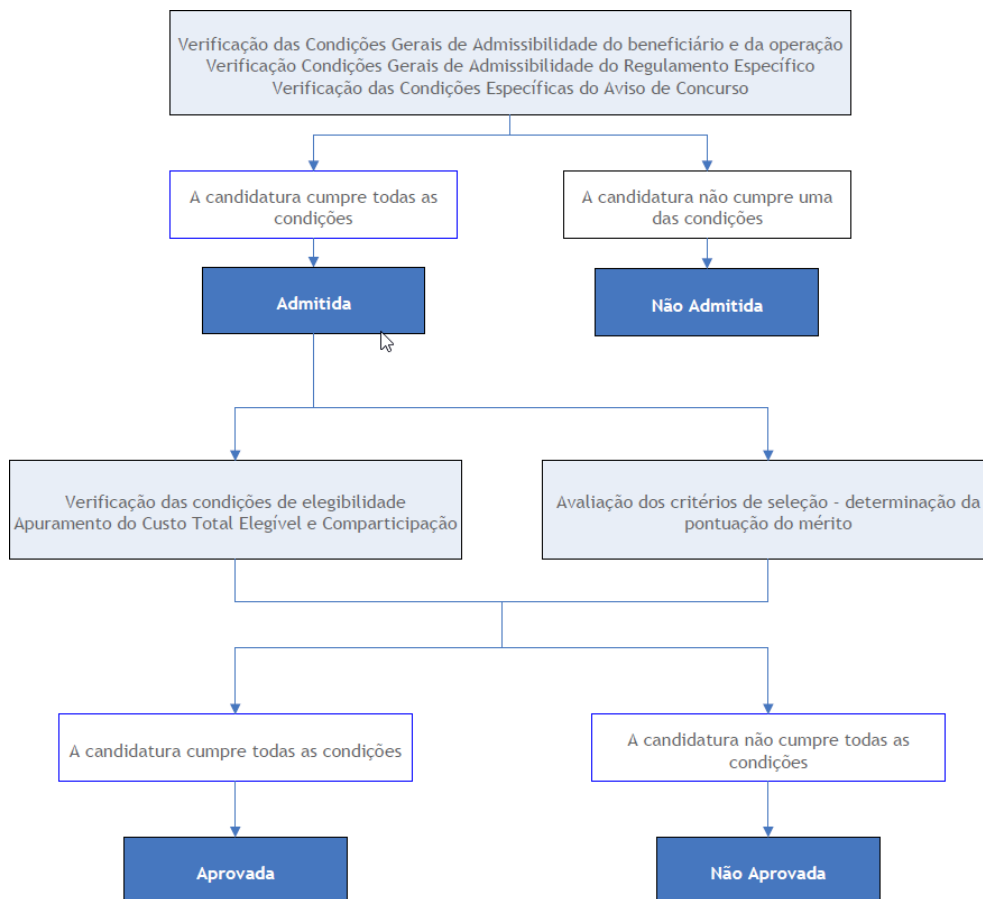 Verificação das Condições Gerais de Admissibilidade do beneficiário e da operação
Verificação Condições Gerais de Admissibilidade do Regulamento Específico
Verificação das Condições Específicas do Aviso de Concurso
A candidatura cumpre todas as
condições
A candidatura não cumpre uma
das condições
Admitida
Não Admitida
Verificação das condições de elegibilidade
Apuramento do Custo Total Elegível e Comparticipação
Avaliação dos critérios de seleção - determinação da
pontuação do mérito
A candidatura cumpre todas as condições
A candidatura não cumpre todas as
condições
Aprovada
Não Aprovada